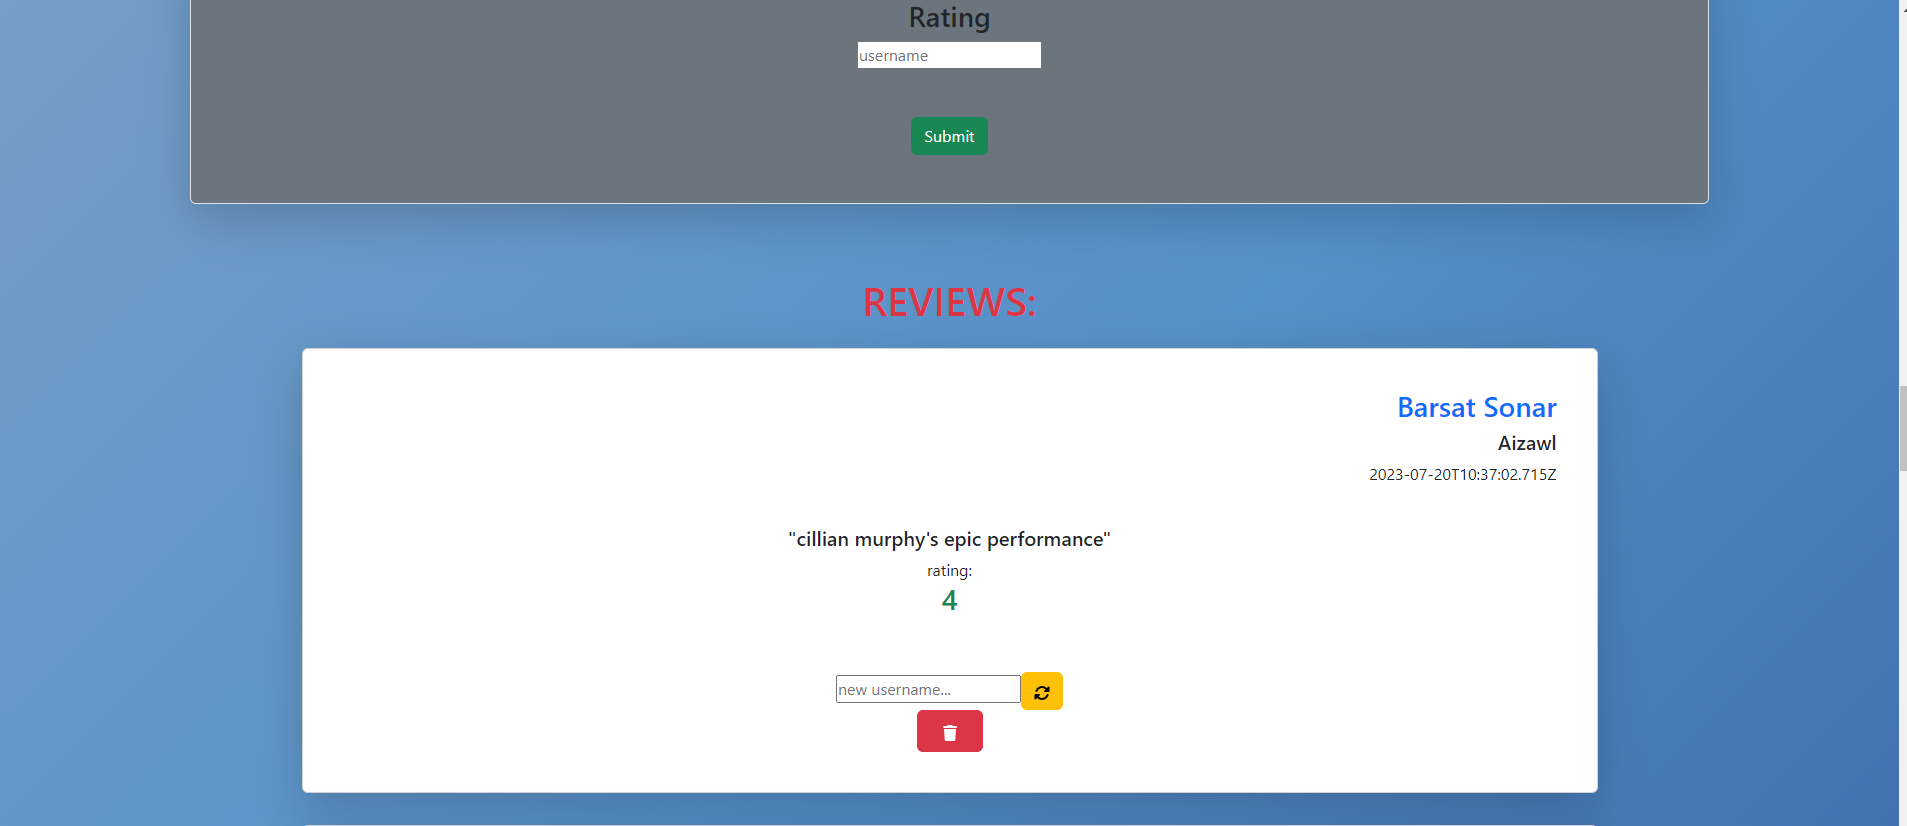 Rating
username
Submit
REVIEWS:
Barsat Sonar
Aizawl
2023-07-20T10:37:02.715Z
"cillian murphy's epic performance"
rating:
4
new username...